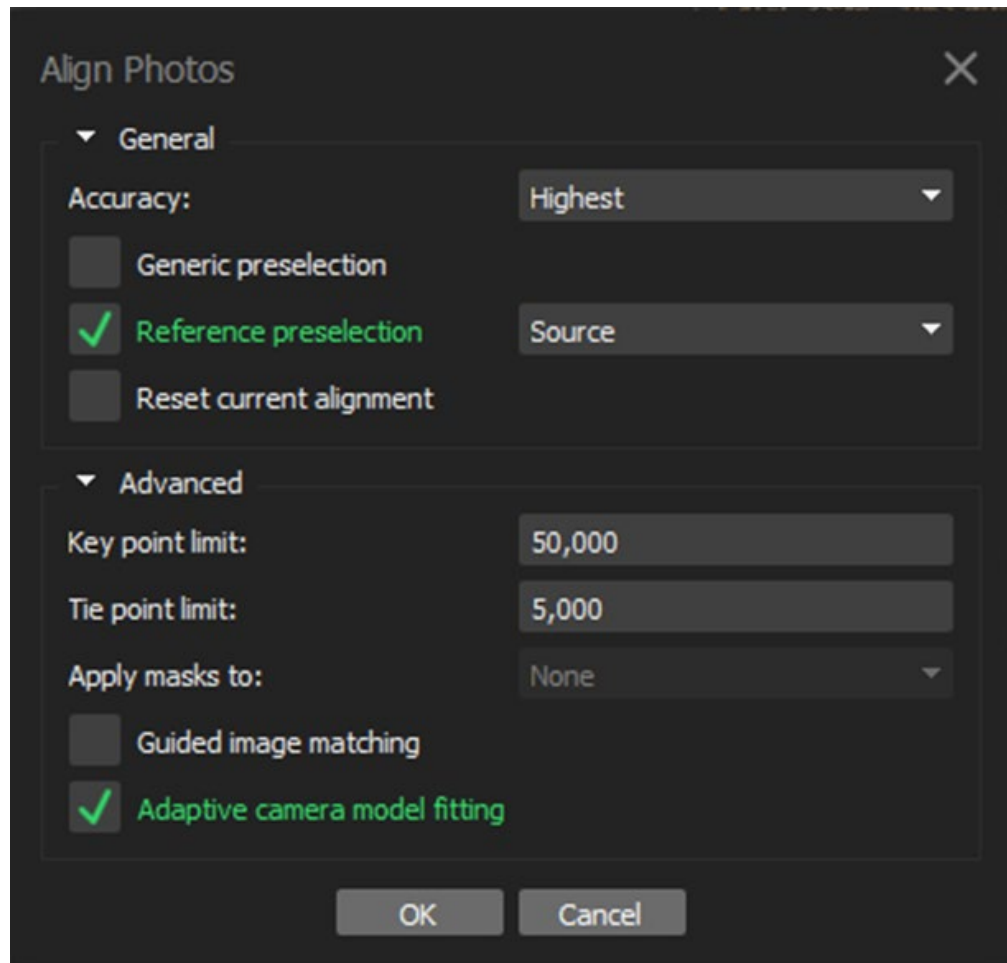 Align Photos
General
Accuracy: Highest
Generic preselection
Reference preselection Source
Reset current alignment
Advanced
Key point limit: 50,000
Tie point limit: 5,000
Apply masks to: None
Guided image matching
Adaptive camera model fitting
OK Cancel